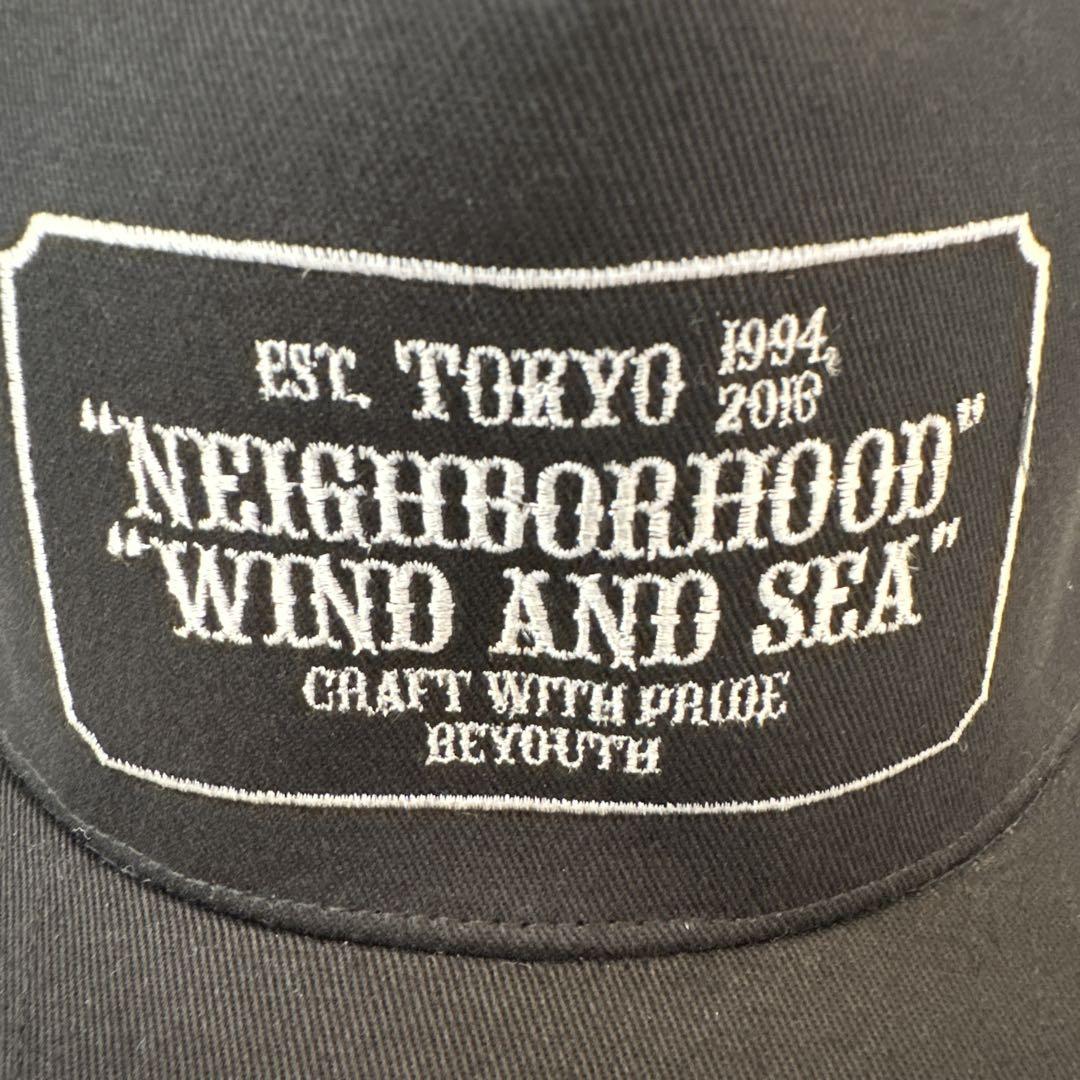 EST. TOKYO 1994,
2016
“NEIGHBORHOOD”
“WIND AND SEA”
CRAFT WITH PRIDE
BEYOUTH